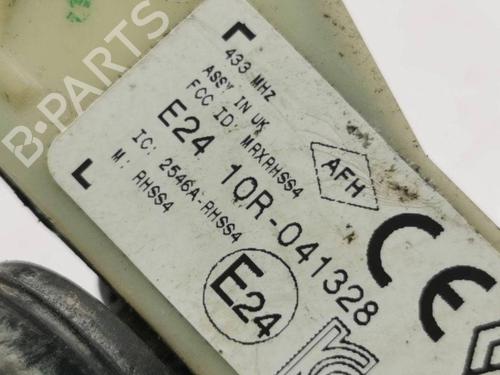 B-PARTS
433 MHZ
ASSY IN UK
FCC ID: MRXRHSS4
E24 10R-041328
IC: 2546A-RHSS4
M: RHSS4
AFH
CE
E24